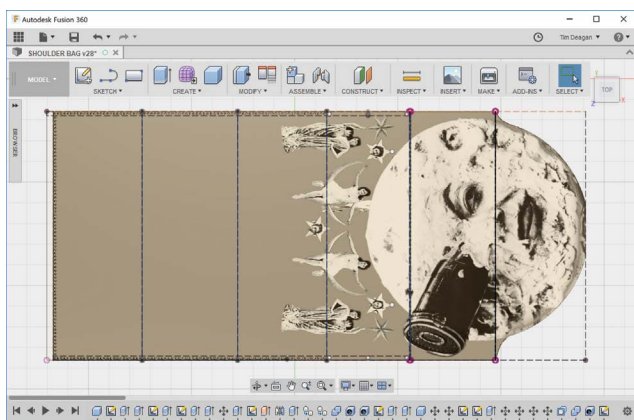 Autodesk Fusion 360
Tim Deagan
SHOULDER BAG v28*
MODEL
SKETCH
CREATE
MODIFY
ASSEMBLE
CONSTRUCT
INSPECT
INSERT
MAKE
ADD-INS
SELECT
TOP
Z
X
BROWSER